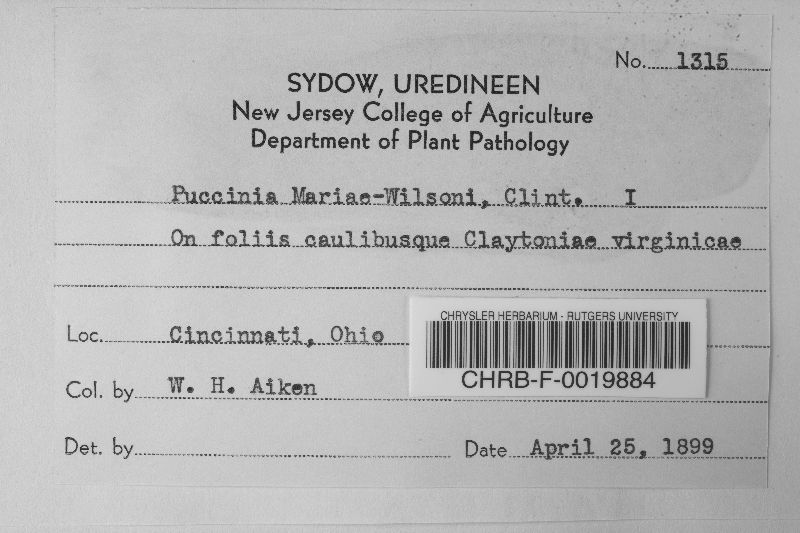 No. 1315
SYDOW, UREDINEEN
New Jersey College of Agriculture
Department of Plant Pathology
Puccinia Mariae-Wilsoni, Clint. I
On foliis caulibusque Claytoniae virginicae
Loc. Cincinnati, Ohio
CHRYSLER HERBARIUM - RUTGERS UNIVERSITY
CHRB-F-0019884
Col. by W. H. Aiken
Det. by
Date April 25, 1899